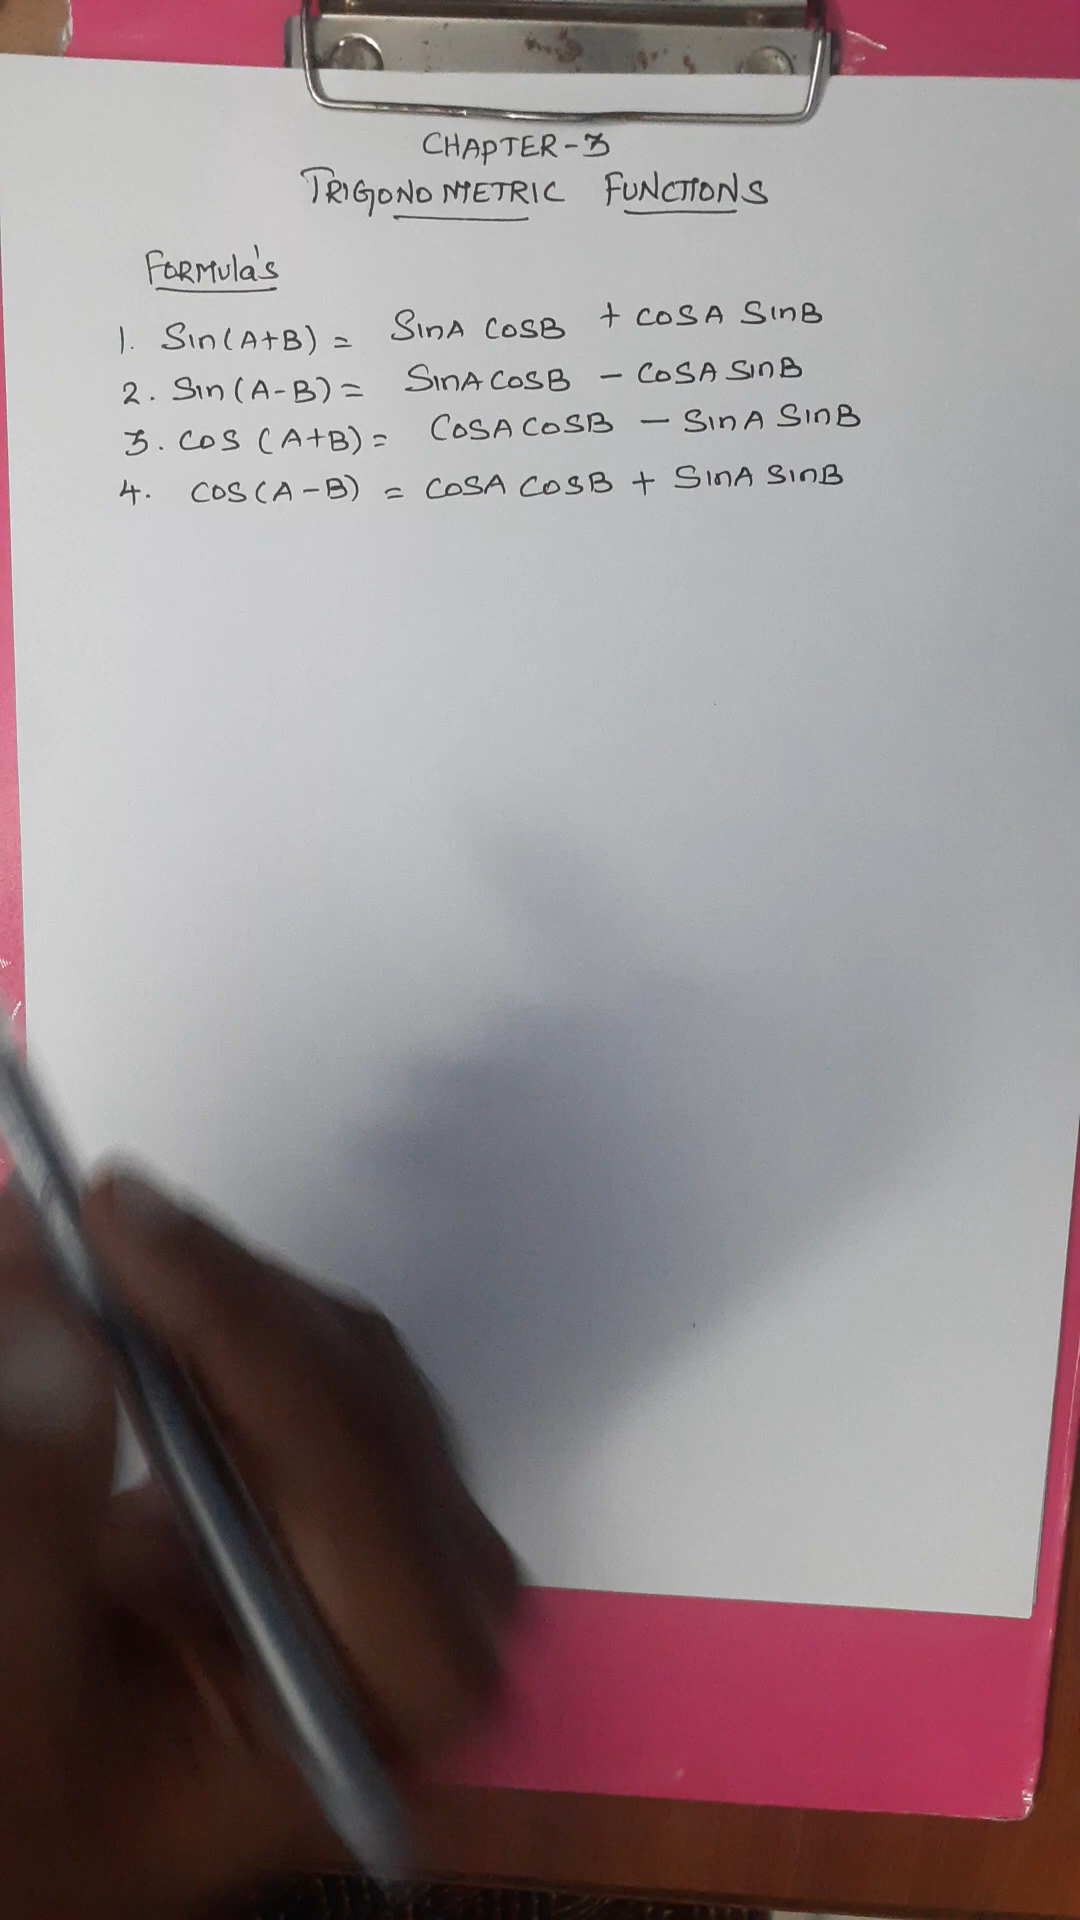 CHAPTER-3
TRIGONOMETRIC FUNCTIONS
FORMula's
1. Sin(A+B) = SinA COSB + COSA SinB
2. Sin(A-B) = SinA COSB - COSA SinB
3. COS (A+B) = COSA COSB - SinA SinB
4. COS(A-B) = COSA COSB + SinA SinB